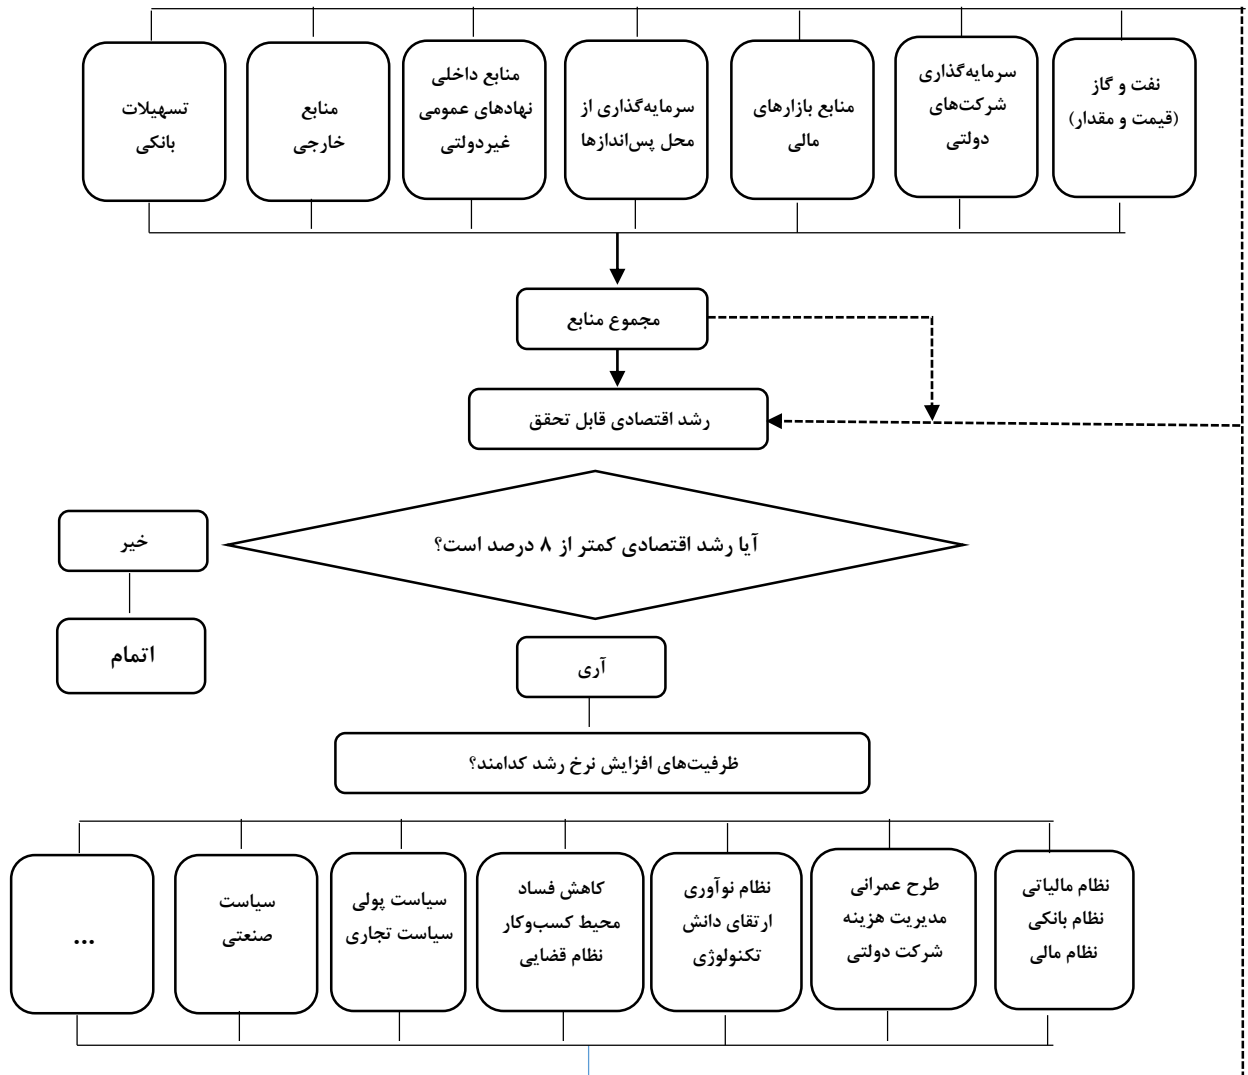 نفت و گاز
(قیمت و مقدار)
سرمایه‌گذاری
شرکت‌های
دولتی
منابع بازارهای
مالی
سرمایه‌گذاری از
محل پس‌اندازها
منابع داخلی
نهادهای عمومی
غیردولتی
منابع
خارجی
تسهیلات
بانکی
مجموع منابع
رشد اقتصادی قابل تحقق
آیا رشد اقتصادی کمتر از ۸ درصد است؟
خیر
اتمام
آری
ظرفیت‌های افزایش نرخ رشد کدامند؟
نظام مالیاتی
نظام بانکی
نظام مالی
طرح عمرانی
مدیریت هزینه
شرکت دولتی
نظام نوآوری
ارتقای دانش
تکنولوژی
کاهش فساد
محیط کسب‌وکار
نظام قضایی
سیاست پولی
سیاست تجاری
سیاست
صنعتی
...